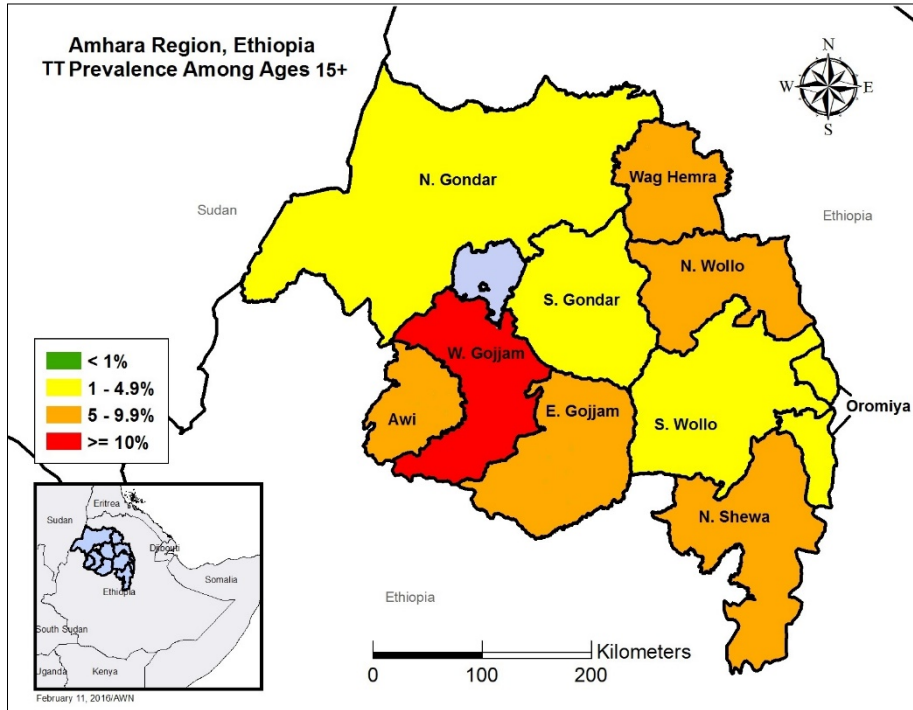 Amhara Region, Ethiopia
TT Prevalence Among Ages 15+
N
W E
S
N. Gondar
Wag Hemra
Sudan
Ethiopia
N. Wollo
S. Gondar
W. Gojjam
< 1%
1 - 4.9%
5 - 9.9%
>= 10%
Awi
E. Gojjam
S. Wollo
Oromiya
N. Shewa
Eritrea
Sudan
Djibouti
Somalia
Ethiopia
South Sudan
Uganda
Kenya
Ethiopia
Kilometers
0 100 200
February 11, 2016/AWN